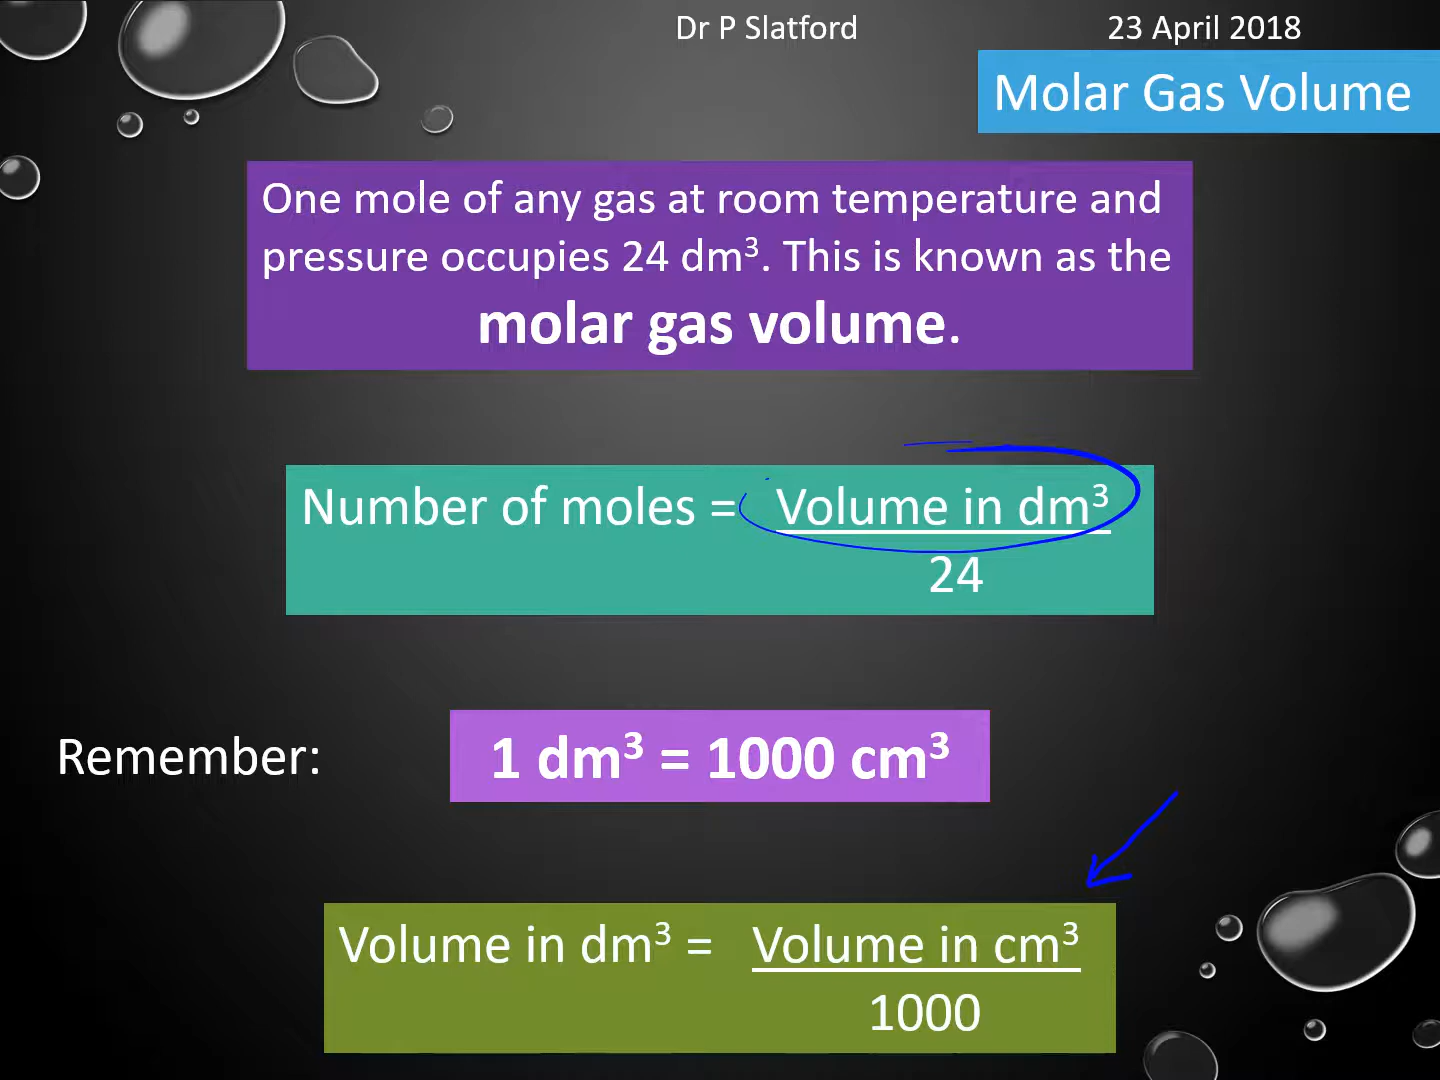 Dr P Slatford 23 April 2018
Molar Gas Volume
One mole of any gas at room temperature and
pressure occupies 24 dm³. This is known as the
molar gas volume.
Number of moles = Volume in dm³
24
Remember: 1 dm³ = 1000 cm³
Volume in dm³ = Volume in cm³
1000